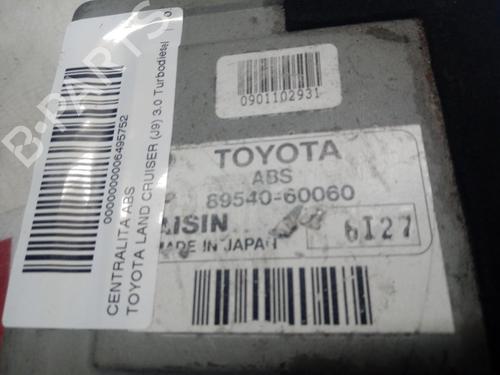 B-PARTS
CENTRALITA ABS
00000000006495752
TOYOTA LAND CRUISER (J9) 3.0 Turbodiesel
0901102931
TOYOTA
ABS
89540-60060
AISIN
MADE IN JAPAN
6I27